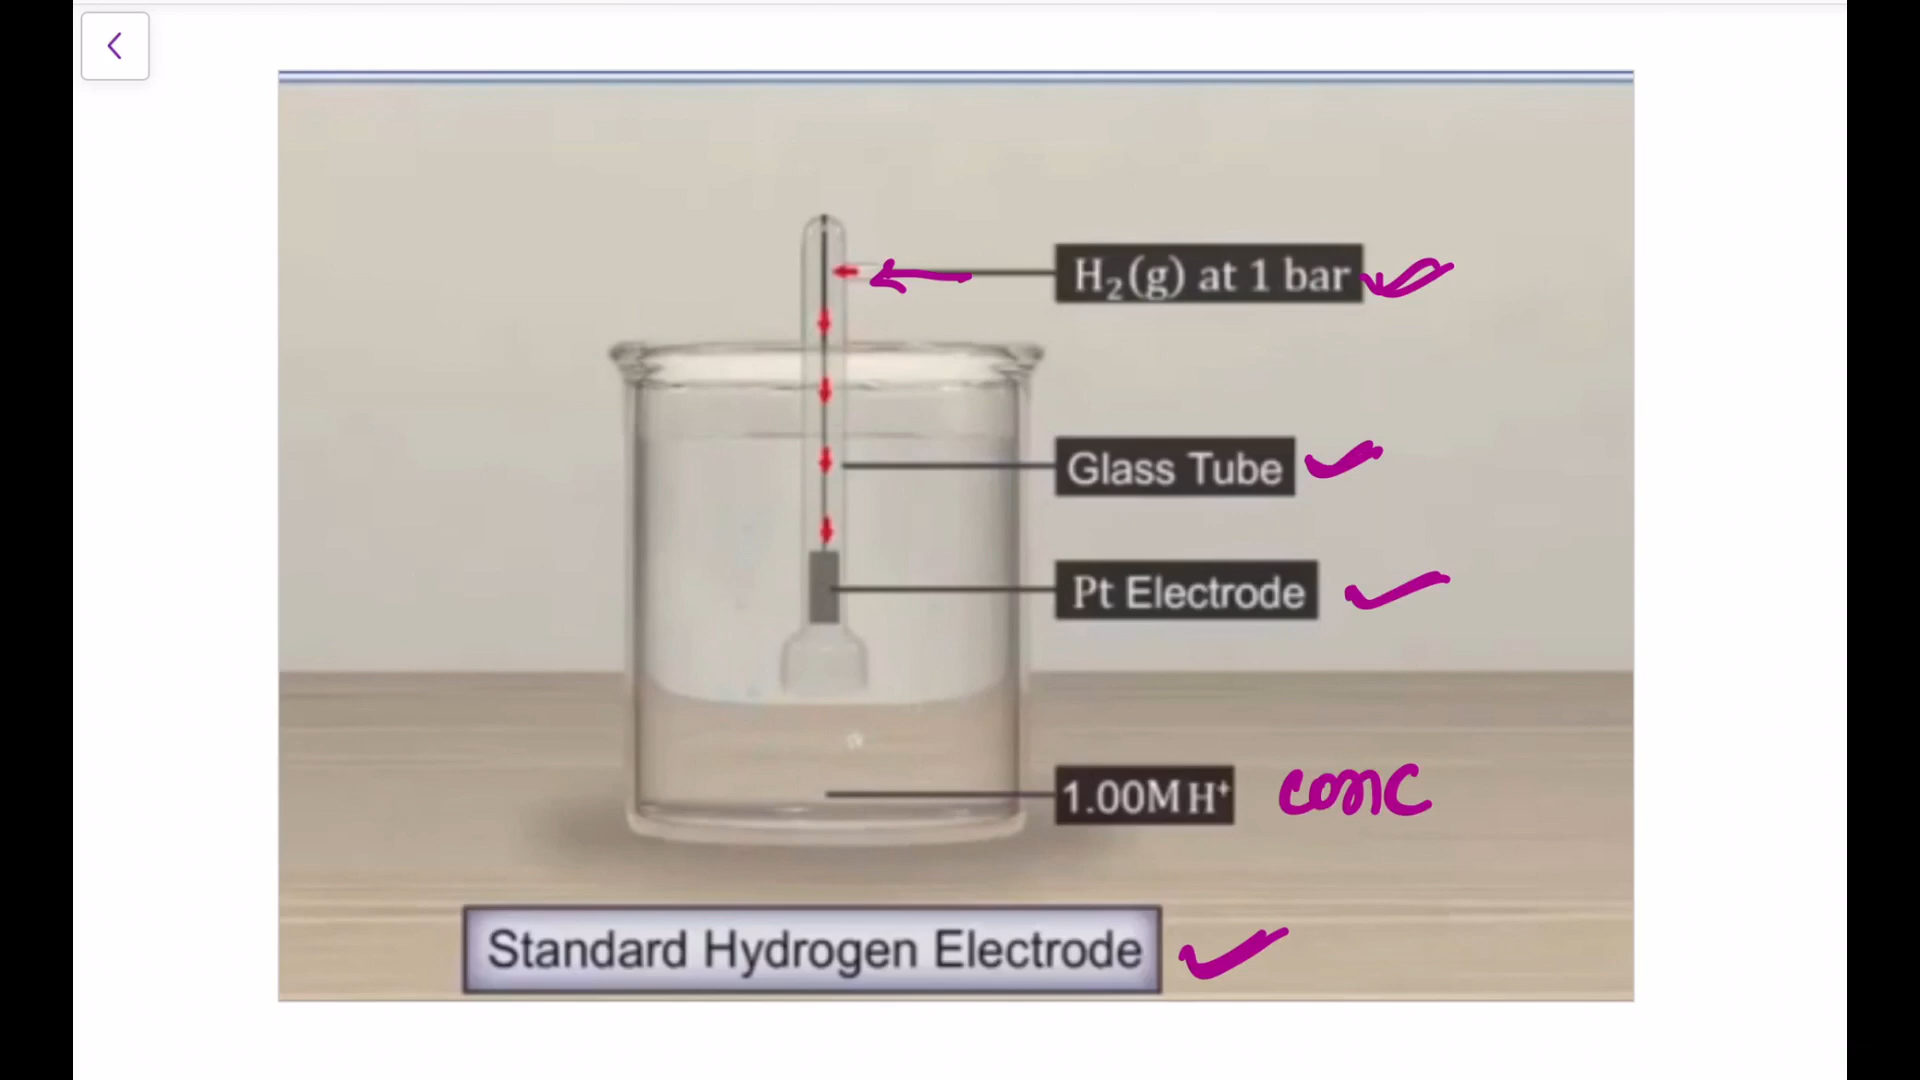 H₂(g) at 1 bar
Glass Tube
Pt Electrode
1.00M H⁺ conc
Standard Hydrogen Electrode